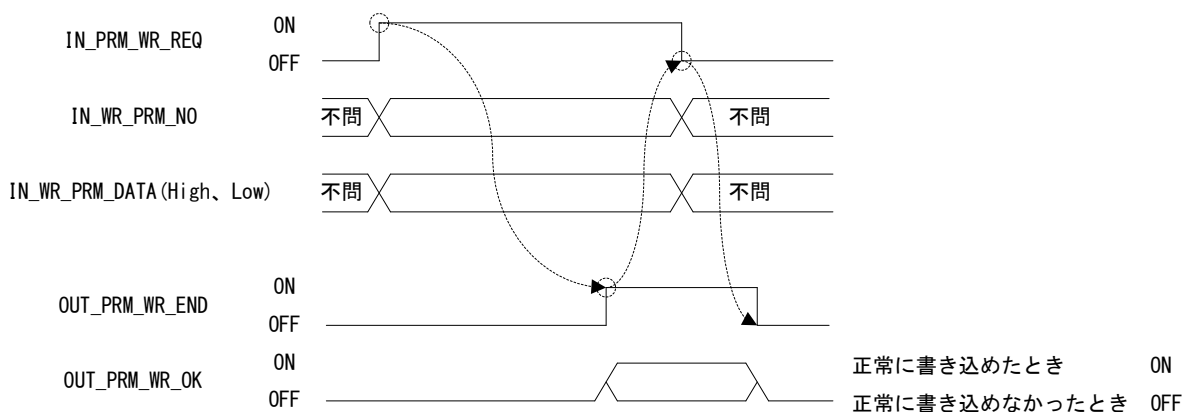 IN_PRM_WR_REQ ON
OFF
IN_WR_PRM_NO 不問 不問
IN_WR_PRM_DATA(High、Low) 不問 不問
OUT_PRM_WR_END ON
OFF
OUT_PRM_WR_OK ON 正常に書き込めたとき ON
OFF 正常に書き込めなかったとき OFF